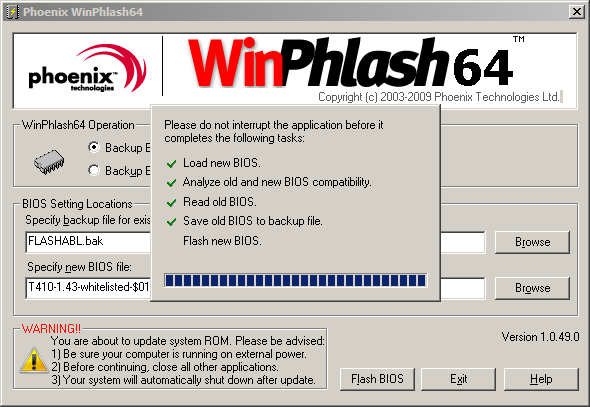 Phoenix WinPhlash64
phoenix
technologies
WinPhlash64™
Copyright (c) 2003-2009 Phoenix Technologies Ltd.
WinPhlash64 Operation
Backup
Backup
Please do not interrupt the application before it
completes the following tasks:
Load new BIOS.
Analyze old and new BIOS compatibility.
Read old BIOS.
Save old BIOS to backup file.
Flash new BIOS.
BIOS Setting Locations
Specify backup file for exis
FLASHABL.bak
Browse
Specify new BIOS file:
T410-1.43-whitelisted-$01
Browse
WARNING!!
You are about to update system ROM. Please be advised:
1) Be sure your computer is running on external power.
2) Before continuing, close all other applications.
3) Your system will automatically shut down after update.
Version 1.0.49.0
Flash BIOS
Exit
Help